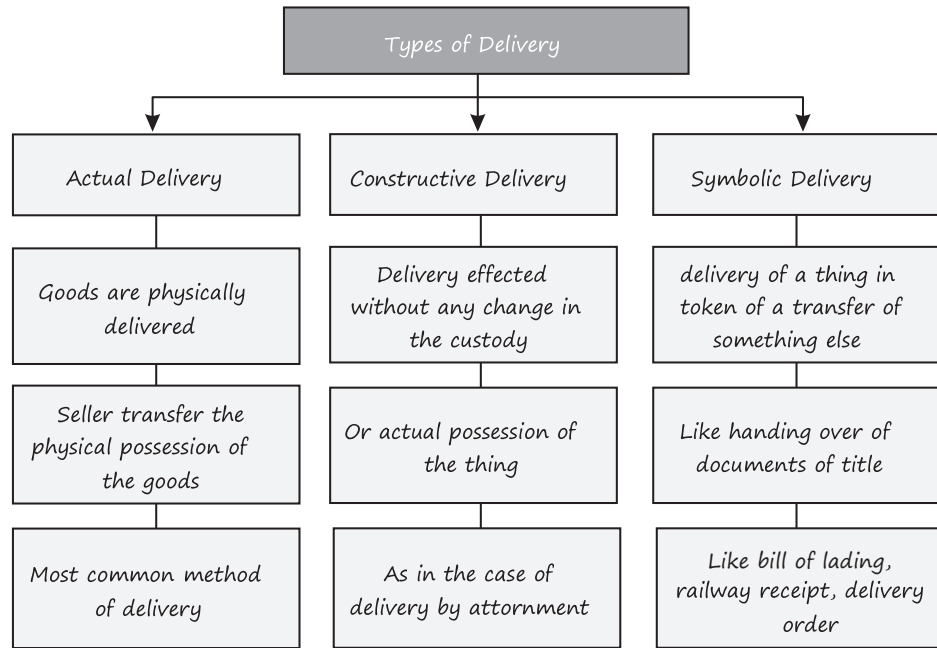 Types of Delivery
Actual Delivery
Goods are physically
delivered
Seller transfer the
physical possession of
the goods
Most common method
of delivery
Constructive Delivery
Delivery effected
without any change in
the custody
Or actual possession of
the thing
As in the case of
delivery by attornment
Symbolic Delivery
delivery of a thing in
token of a transfer of
something else
Like handing over of
documents of title
Like bill of lading,
railway receipt, delivery
order